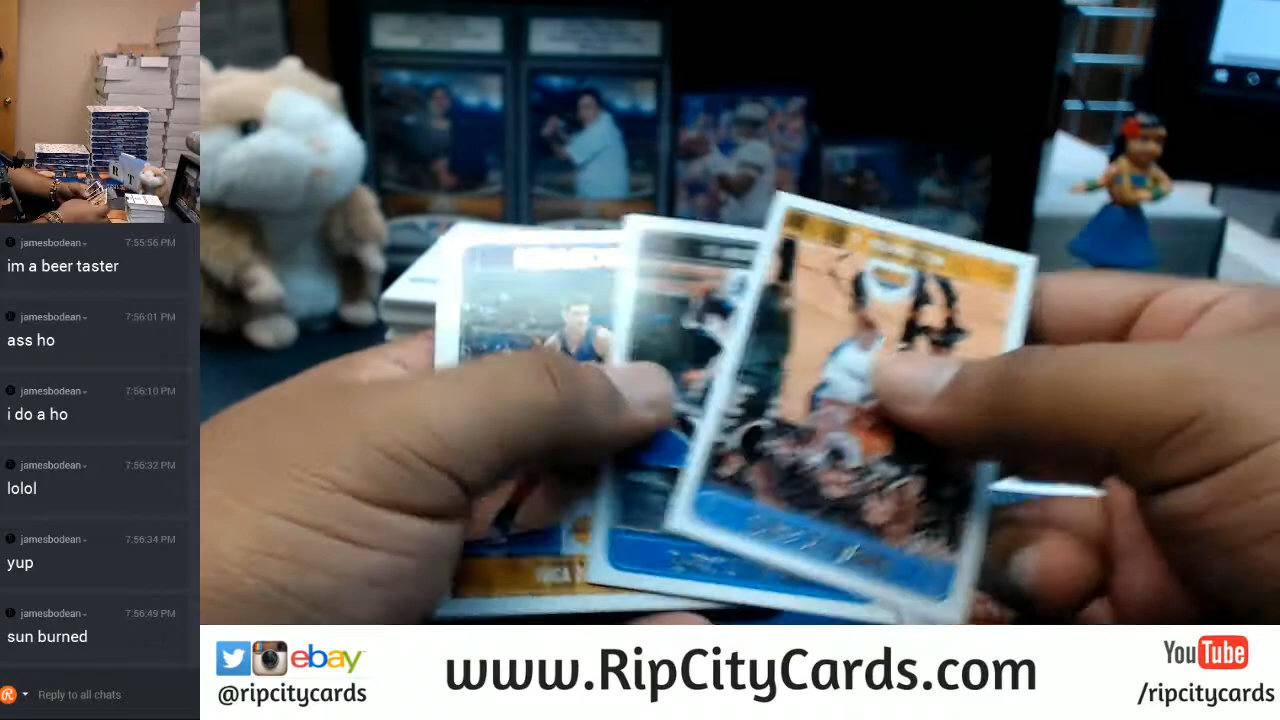 jamesbodean 7:55:56 PM
im a beer taster
jamesbodean 7:56:01 PM
ass ho
jamesbodean 7:56:10 PM
i do a ho
jamesbodean 7:56:32 PM
lolol
jamesbodean 7:56:34 PM
yup
jamesbodean 7:56:49 PM
sun burned
Reply to all chats
ebay
@ripcitycards
www.RipCityCards.com
YouTube
/ripcitycards